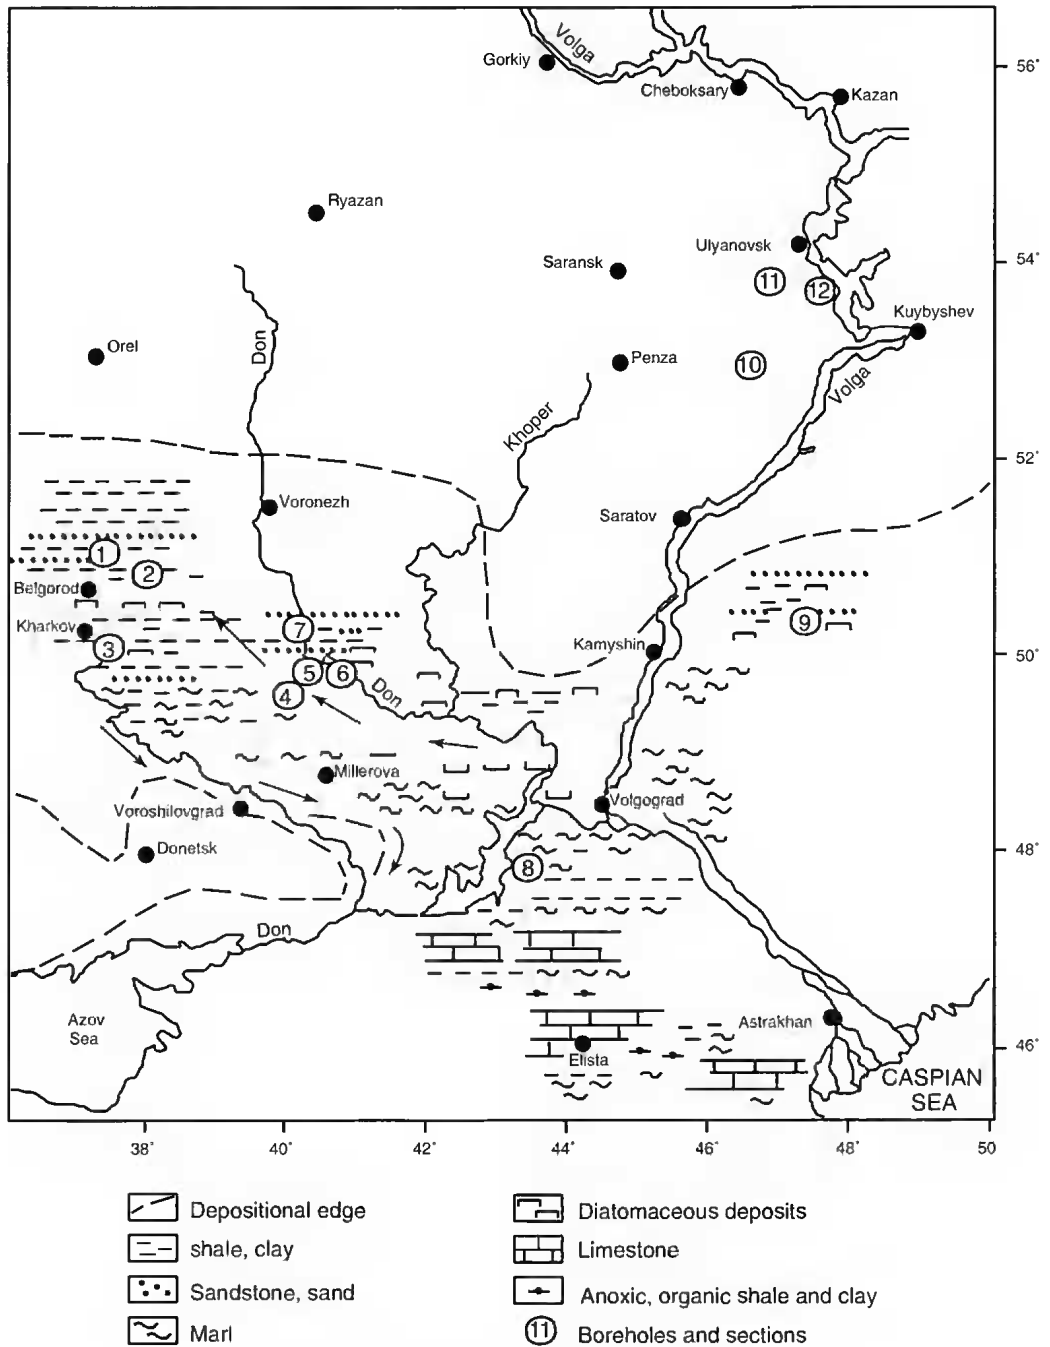 Volga
Gorkiy
Cheboksary
Kazan
56°
Ryazan
Ulyanovsk
Saransk
54°
11
12
Kuybyshev
Orel
Don
Penza
10
Volga
Khoper
52°
Voronezh
Saratov
1
2
Belgorod
Kharkov
3
7
9
Kamyshin
50°
5
6
4
Don
Millerova
Voroshilovgrad
Volgograd
Donetsk
8
48°
Don
Azov
Sea
Astrakhan
Elista
46°
CASPIAN
SEA
38°
40°
42°
44°
46°
48°
50
Depositional edge
Diatomaceous deposits
shale, clay
Limestone
Sandstone, sand
Anoxic, organic shale and clay
Marl
11
Boreholes and sections